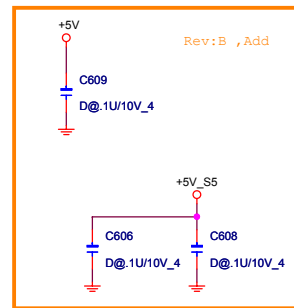 +5V
Rev:B ,Add
C609
D@.1U/10V_4
+5V_S5
C606
C608
D@.1U/10V_4
D@.1U/10V_4